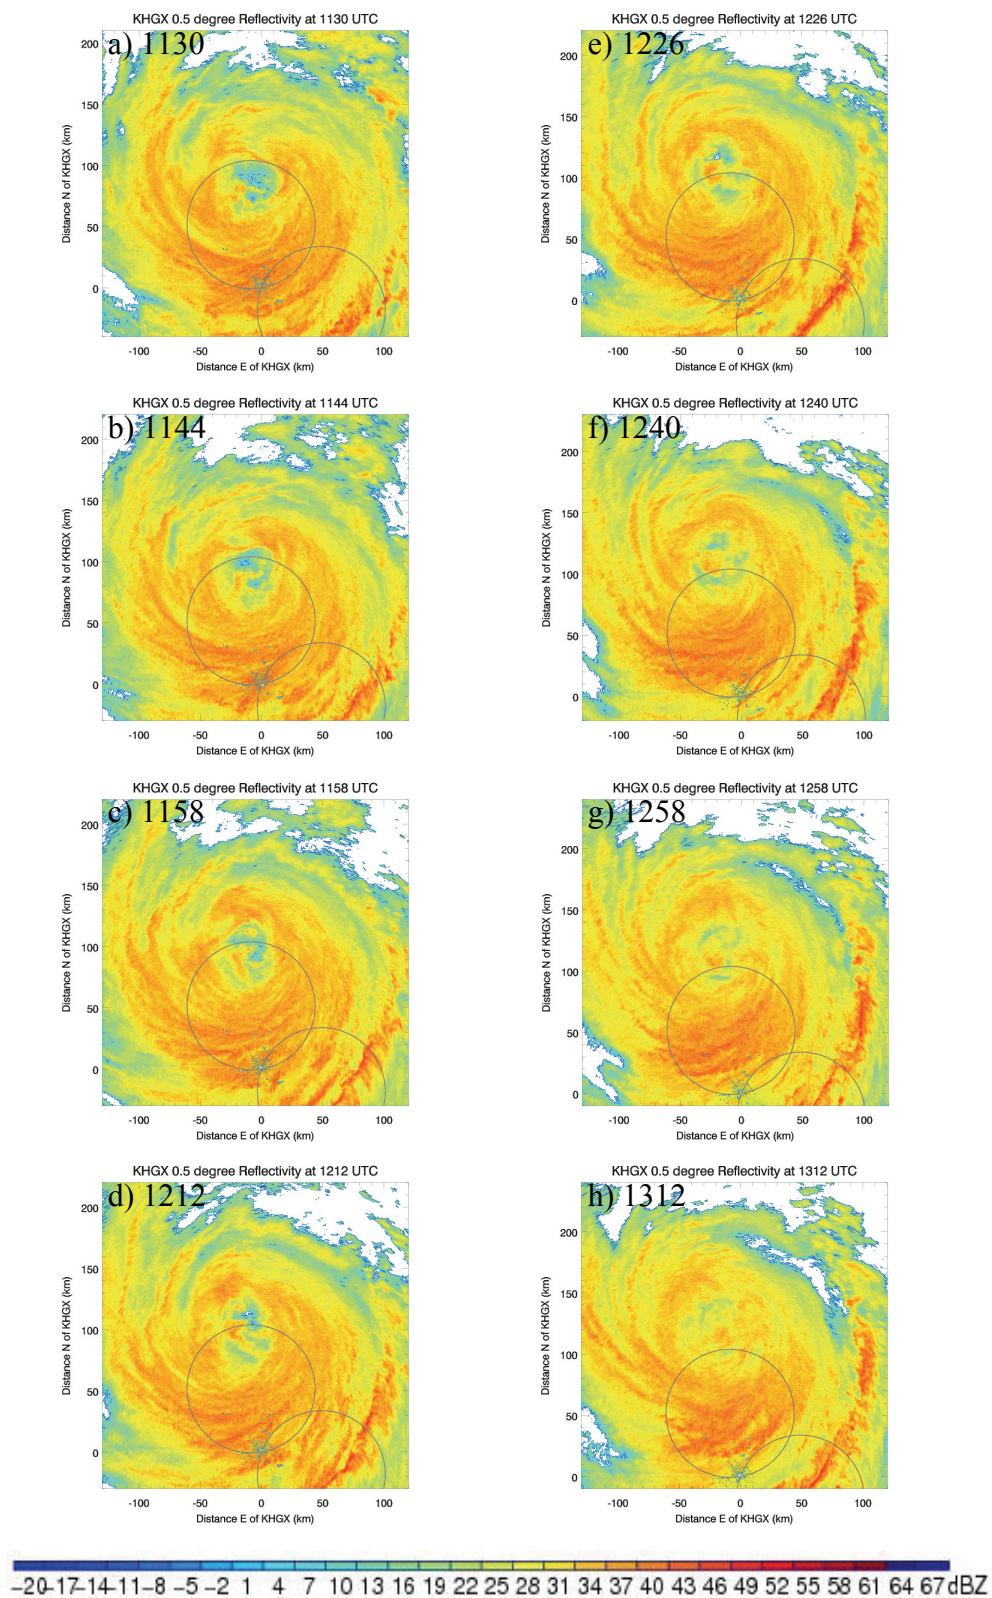 KHGX 0.5 degree Reflectivity at 1130 UTC
a) 1130
Distance N of KHGX (km)
200
150
100
50
0
-100 -50 0 50 100
Distance E of KHGX (km)
KHGX 0.5 degree Reflectivity at 1144 UTC
b) 1144
Distance N of KHGX (km)
200
150
100
50
0
-100 -50 0 50 100
Distance E of KHGX (km)
KHGX 0.5 degree Reflectivity at 1158 UTC
c) 1158
Distance N of KHGX (km)
200
150
100
50
0
-100 -50 0 50 100
Distance E of KHGX (km)
KHGX 0.5 degree Reflectivity at 1212 UTC
d) 1212
Distance N of KHGX (km)
200
150
100
50
0
-100 -50 0 50 100
Distance E of KHGX (km)
KHGX 0.5 degree Reflectivity at 1226 UTC
e) 1226
Distance N of KHGX (km)
200
150
100
50
0
-100 -50 0 50 100
Distance E of KHGX (km)
KHGX 0.5 degree Reflectivity at 1240 UTC
f) 1240
Distance N of KHGX (km)
200
150
100
50
0
-100 -50 0 50 100
Distance E of KHGX (km)
KHGX 0.5 degree Reflectivity at 1258 UTC
g) 1258
Distance N of KHGX (km)
200
150
100
50
0
-100 -50 0 50 100
Distance E of KHGX (km)
KHGX 0.5 degree Reflectivity at 1312 UTC
h) 1312
Distance N of KHGX (km)
200
150
100
50
0
-100 -50 0 50 100
Distance E of KHGX (km)
−20 −17 −14 −11 −8 −5 −2 1 4 7 10 13 16 19 22 25 28 31 34 37 40 43 46 49 52 55 58 61 64 67 dBZ